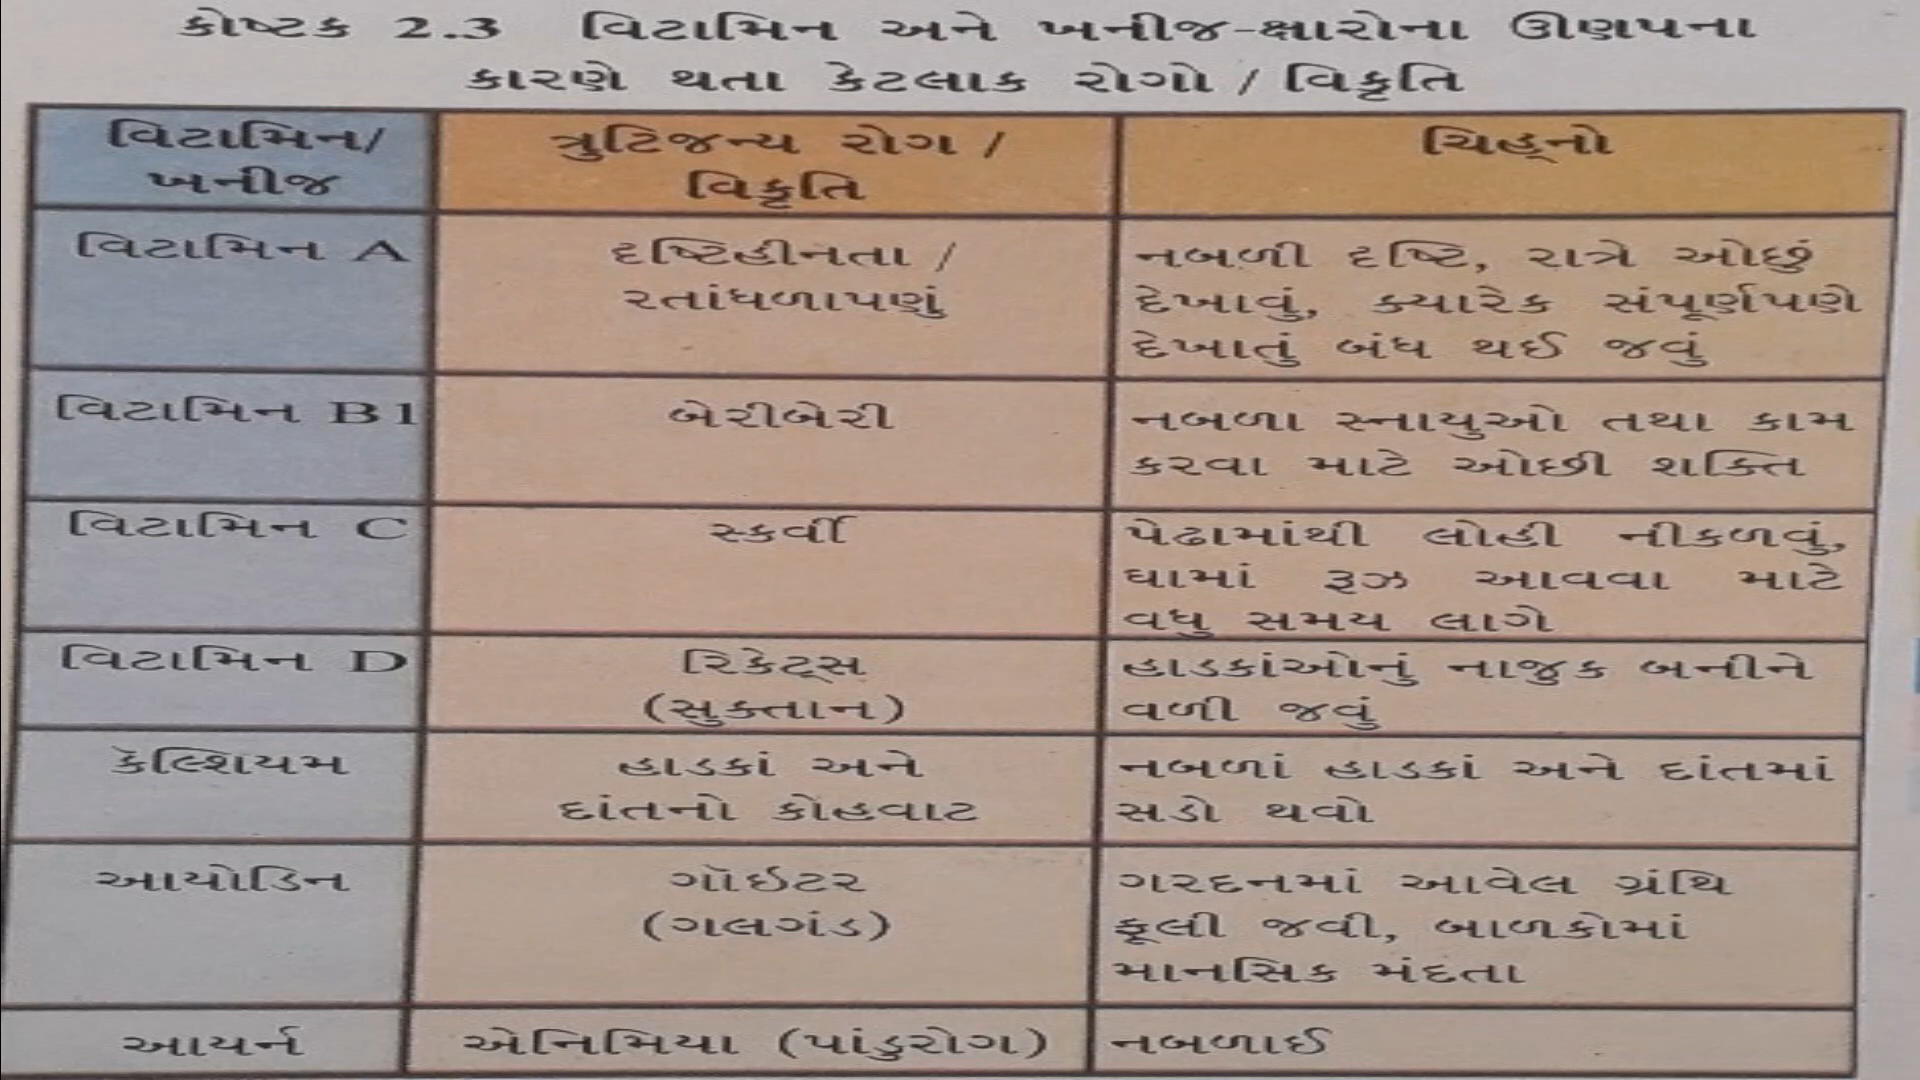 કોષ્ટક 2.3 વિટામિન અને ખનીજ-ક્ષારોના ઊણપના
કારણે થતા કેટલાક રોગો / વિકૃતિ
વિટામિન/
ખનીજ
ત્રુટિજન્ય રોગ /
વિકૃતિ
ચિહ્નો
વિટામિન A
દૃષ્ટિહીનતા /
રતાંધળાપણું
નબળી દૃષ્ટિ, રાત્રે ઓછું
દેખાવું, ક્યારેક સંપૂર્ણપણે
દેખાતું બંધ થઈ જવું
વિટામિન B1
બેરીબેરી
નબળા સ્નાયુઓ તથા કામ
કરવા માટે ઓછી શક્તિ
વિટામિન C
સ્કર્વી
પેઢામાંથી લોહી નીકળવું,
ઘામાં રૂઝ આવવા માટે
વધુ સમય લાગે
વિટામિન D
રિકેટ્સ
(સુક્તાન)
હાડકાંઓનું નાજુક બનીને
વળી જવું
કેલ્શિયમ
હાડકાં અને
દાંતનો કોહવાટ
નબળાં હાડકાં અને દાંતમાં
સડો થવો
આયોડિન
ગૉઇટર
(ગલગંડ)
ગરદનમાં આવેલ ગ્રંથિ
ફૂલી જવી, બાળકોમાં
માનસિક મંદતા
આયર્ન
એનિમિયા (પાંડુરોગ)
નબળાઈ